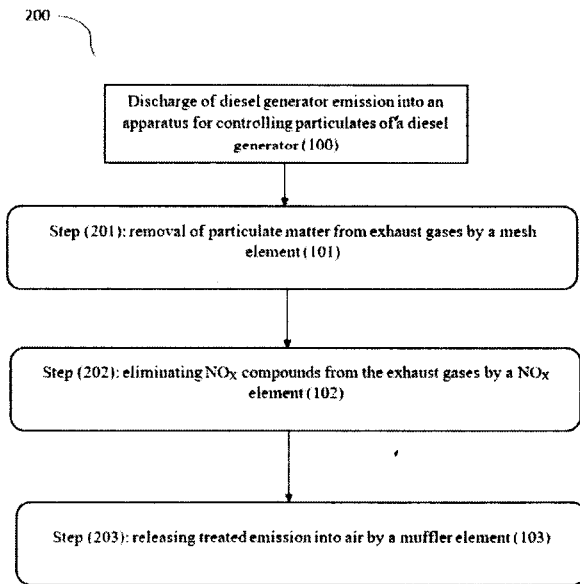 200
Discharge of diesel generator emission into an
apparatus for controlling particulates of a diesel
generator (100)
Step (201): removal of particulate matter from exhaust gases by a mesh
element (101)
Step (202): eliminating NOX compounds from the exhaust gases by a NOX
element (102)
Step (203): releasing treated emission into air by a muffler element (103)